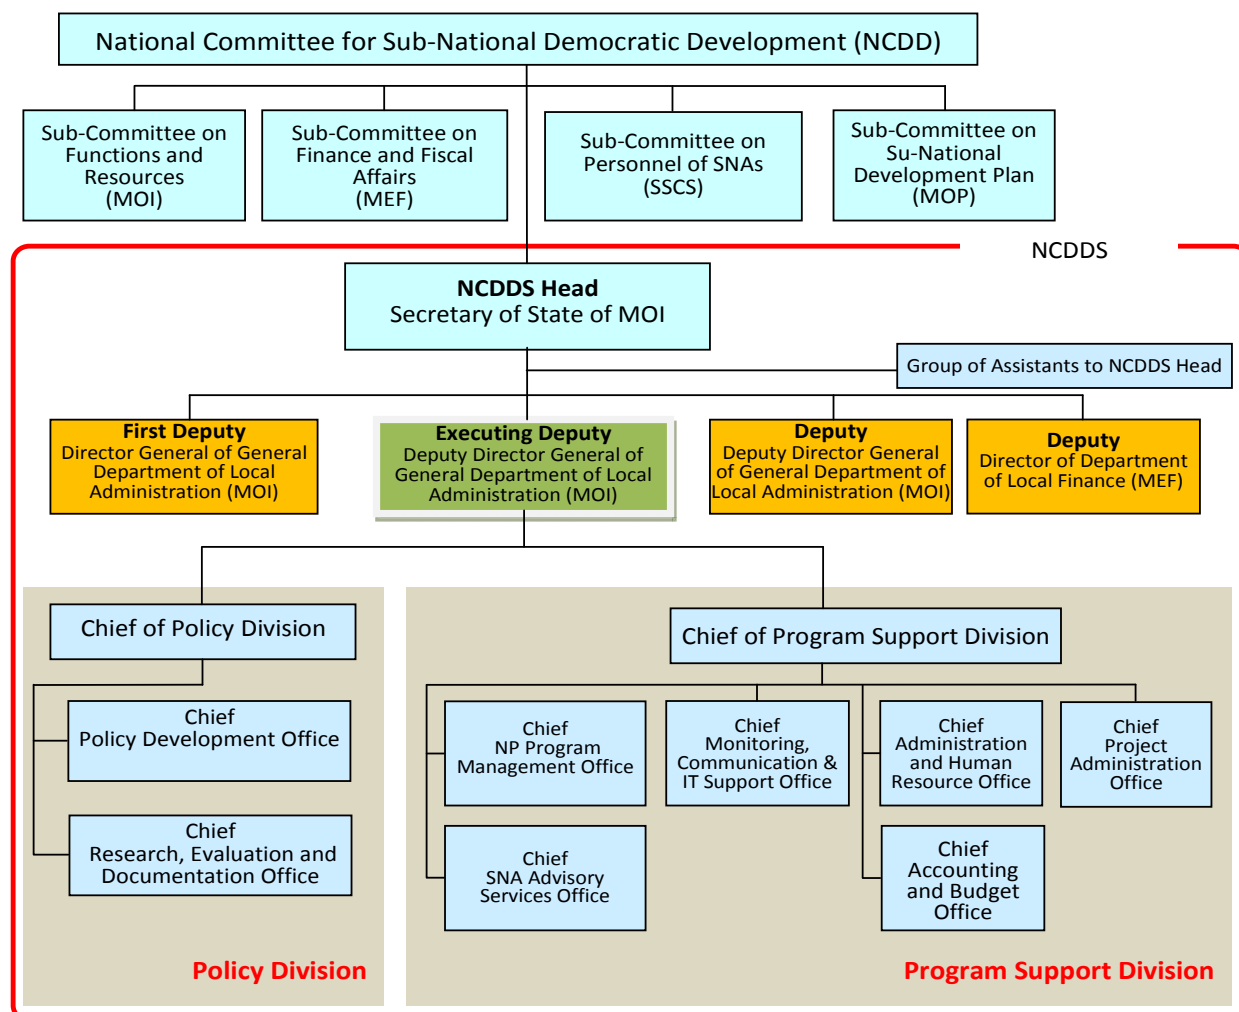 National Committee for Sub-National Democratic Development (NCDD)
Sub-Committee on
Functions and
Resources
(MOI)
Sub-Committee on
Finance and Fiscal
Affairs
(MEF)
Sub-Committee on
Personnel of SNAs
(SSCS)
Sub-Committee on
Su-National
Development Plan
(MOP)
NCDDS
NCDDS Head
Secretary of State of MOI
Group of Assistants to NCDDS Head
First Deputy
Director General of General
Department of Local
Administration (MOI)
Executing Deputy
Deputy Director General of
General Department of Local
Administration (MOI)
Deputy
Deputy Director General
of General Department of
Local Administration (MOI)
Deputy
Director of Department
of Local Finance (MEF)
Chief of Policy Division
Chief
Policy Development Office
Chief
Research, Evaluation and
Documentation Office
Policy Division
Chief of Program Support Division
Chief
NP Program
Management Office
Chief
Monitoring,
Communication &
IT Support Office
Chief
Administration
and Human
Resource Office
Chief
Project
Administration
Office
Chief
SNA Advisory
Services Office
Chief
Accounting
and Budget
Office
Program Support Division